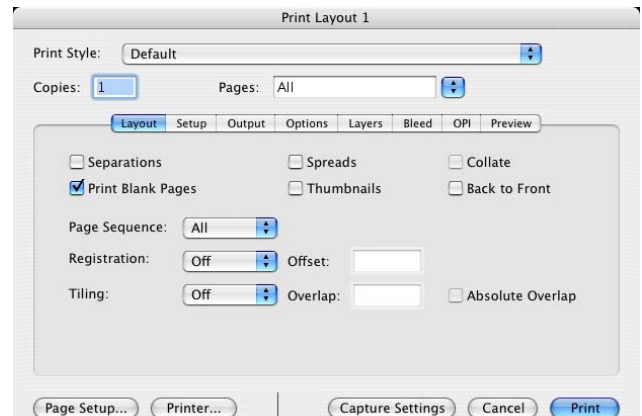 Print Layout 1
Print Style: Default
Copies: 1 Pages: All
Layout Setup Output Options Layers Bleed OPI Preview
Separations Spreads Collate
Print Blank Pages Thumbnails Back to Front
Page Sequence: All
Registration: Off Offset:
Tiling: Off Overlap: Absolute Overlap
Page Setup... Printer... Capture Settings Cancel Print